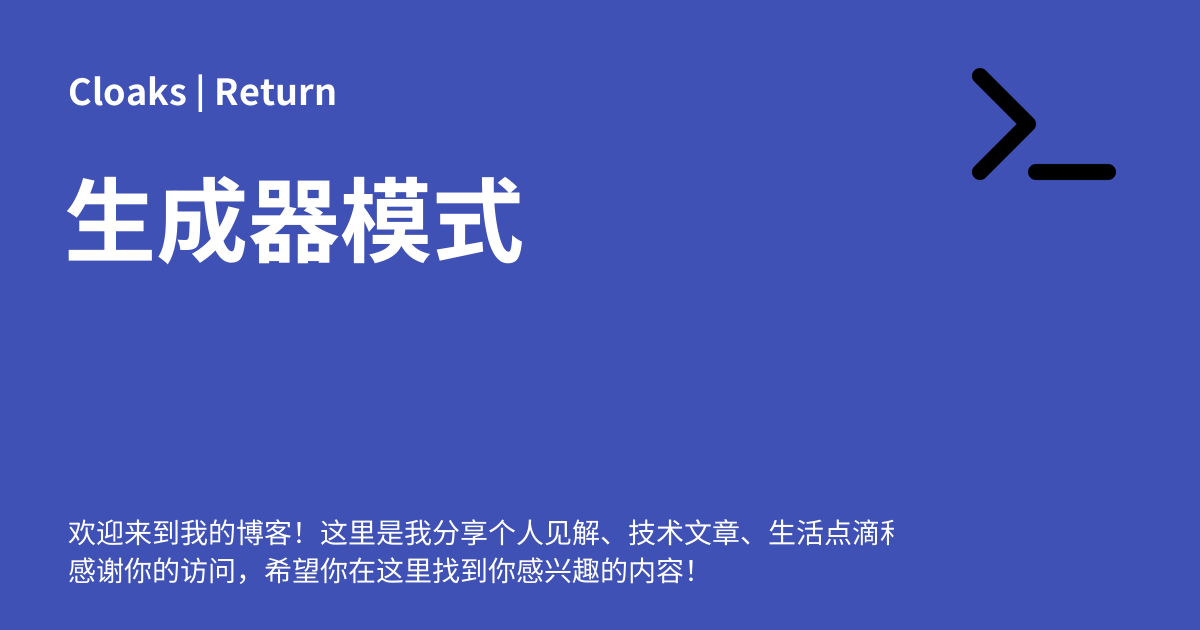 Cloaks | Return
生成器模式
欢迎来到我的博客！这里是我分享个人见解、技术文章、生活点滴
感谢你的访问，希望你在这里找到你感兴趣的内容！